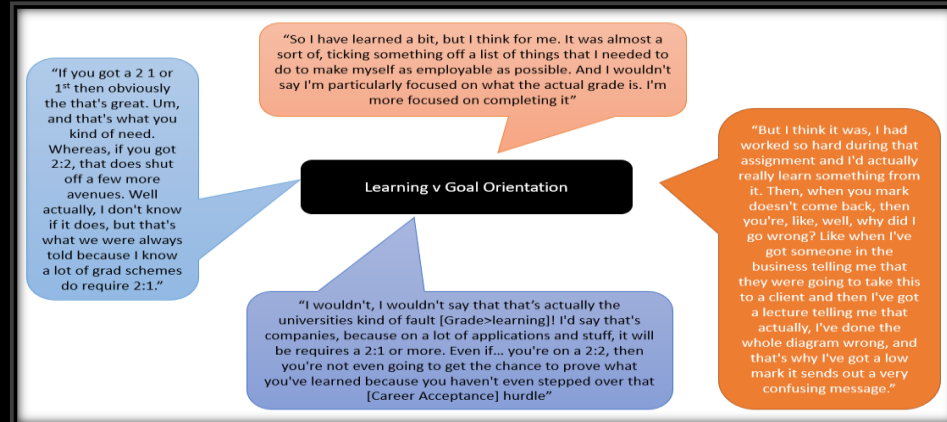 “So I have learned a bit, but I think for me. It was almost a
sort of, ticking something off a list of things that I needed to
do to make myself as employable as possible. And I wouldn't
say I'm particularly focused on what the actual grade is. I'm
more focused on completing it”
“If you got a 2 1 or
1st then obviously
the that's great. Um,
and that's what you
kind of need.
Whereas, if you got
2:2, that does shut
off a few more
avenues. Well
actually, I don't know
if it does, but that's
what we were always
told because I know
a lot of grad schemes
do require 2:1.”
Learning v Goal Orientation
“But I think it was, I had
worked so hard during that
assignment and I'd actually
really learn something from
it. Then, when you mark
doesn't come back, then
you're, like, well, why did I
go wrong? Like when I've
got someone in the
business telling me that
they were going to take this
to a client and then I've got
a lecture telling me that
actually, I've done the
whole diagram wrong, and
that's why I've got a low
mark it sends out a very
confusing message.”
“I wouldn't, I wouldn't say that that’s actually the
universities kind of fault [Grade>learning]! I'd say that's
companies, because on a lot of applications and stuff, it will
be requires a 2:1 or more. Even if... you're on a 2:2, then
you're not even going to get the chance to prove what
you've learned because you haven't even stepped over that
[Career Acceptance] hurdle”